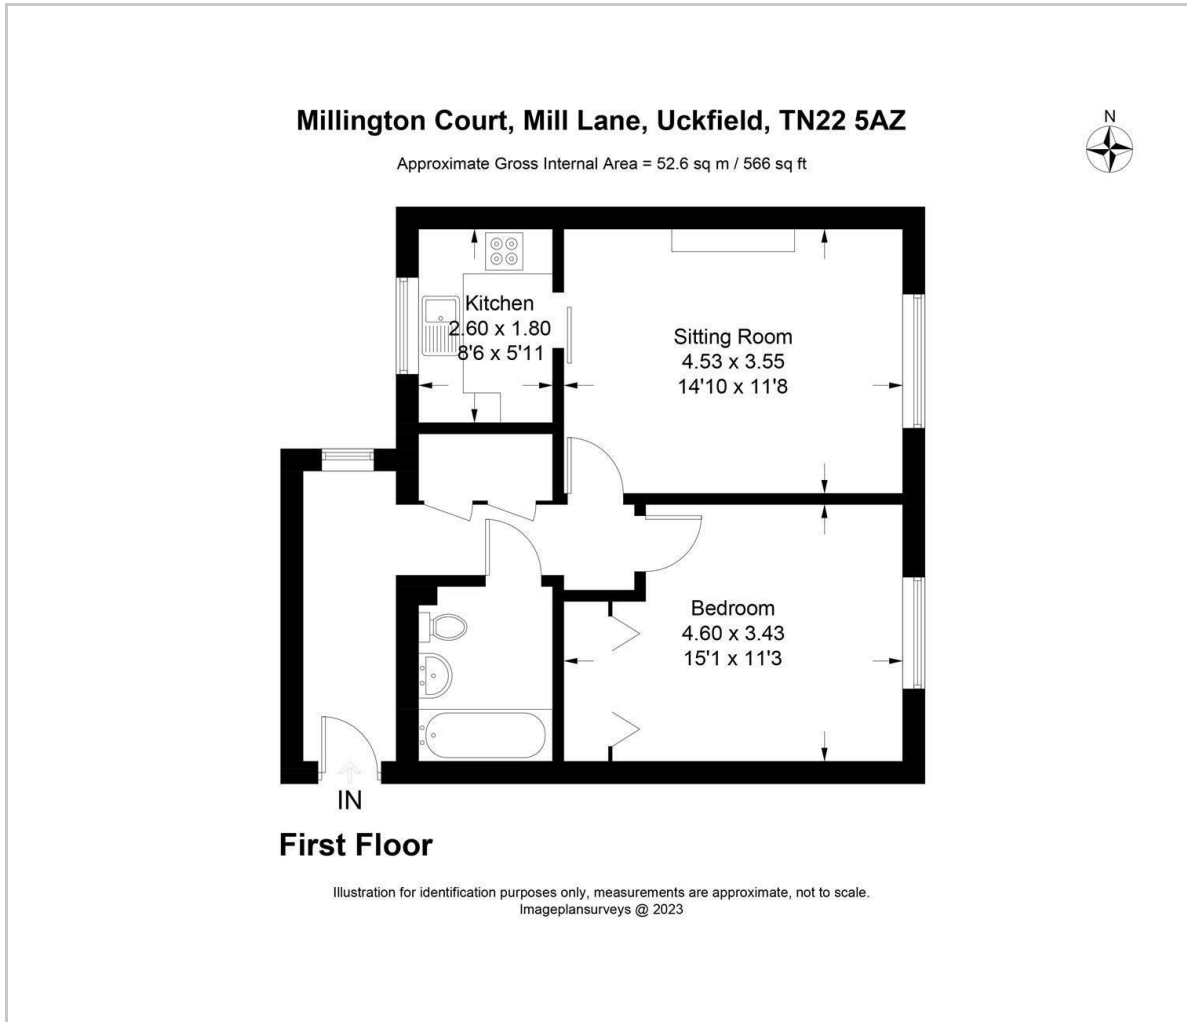 Millington Court, Mill Lane, Uckfield, TN22 5AZ
N
Approximate Gross Internal Area = 52.6 sq m / 566 sq ft
Kitchen
2.60 x 1.80
8'6 x 5'11
Sitting Room
4.53 x 3.55
14'10 x 11'8
Bedroom
4.60 x 3.43
15'1 x 11'3
IN
First Floor
Illustration for identification purposes only, measurements are approximate, not to scale.
Imageplansurveys @ 2023